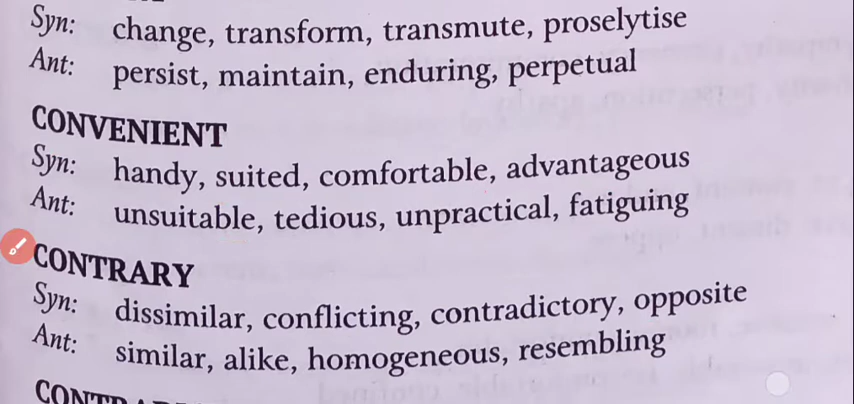 Syn: change, transform, transmute, proselytise
Ant: persist, maintain, enduring, perpetual
CONVENIENT
Syn: handy, suited, comfortable, advantageous
Ant: unsuitable, tedious, unpractical, fatiguing
CONTRARY
Syn: dissimilar, conflicting, contradictory, opposite
Ant: similar, alike, homogeneous, resembling